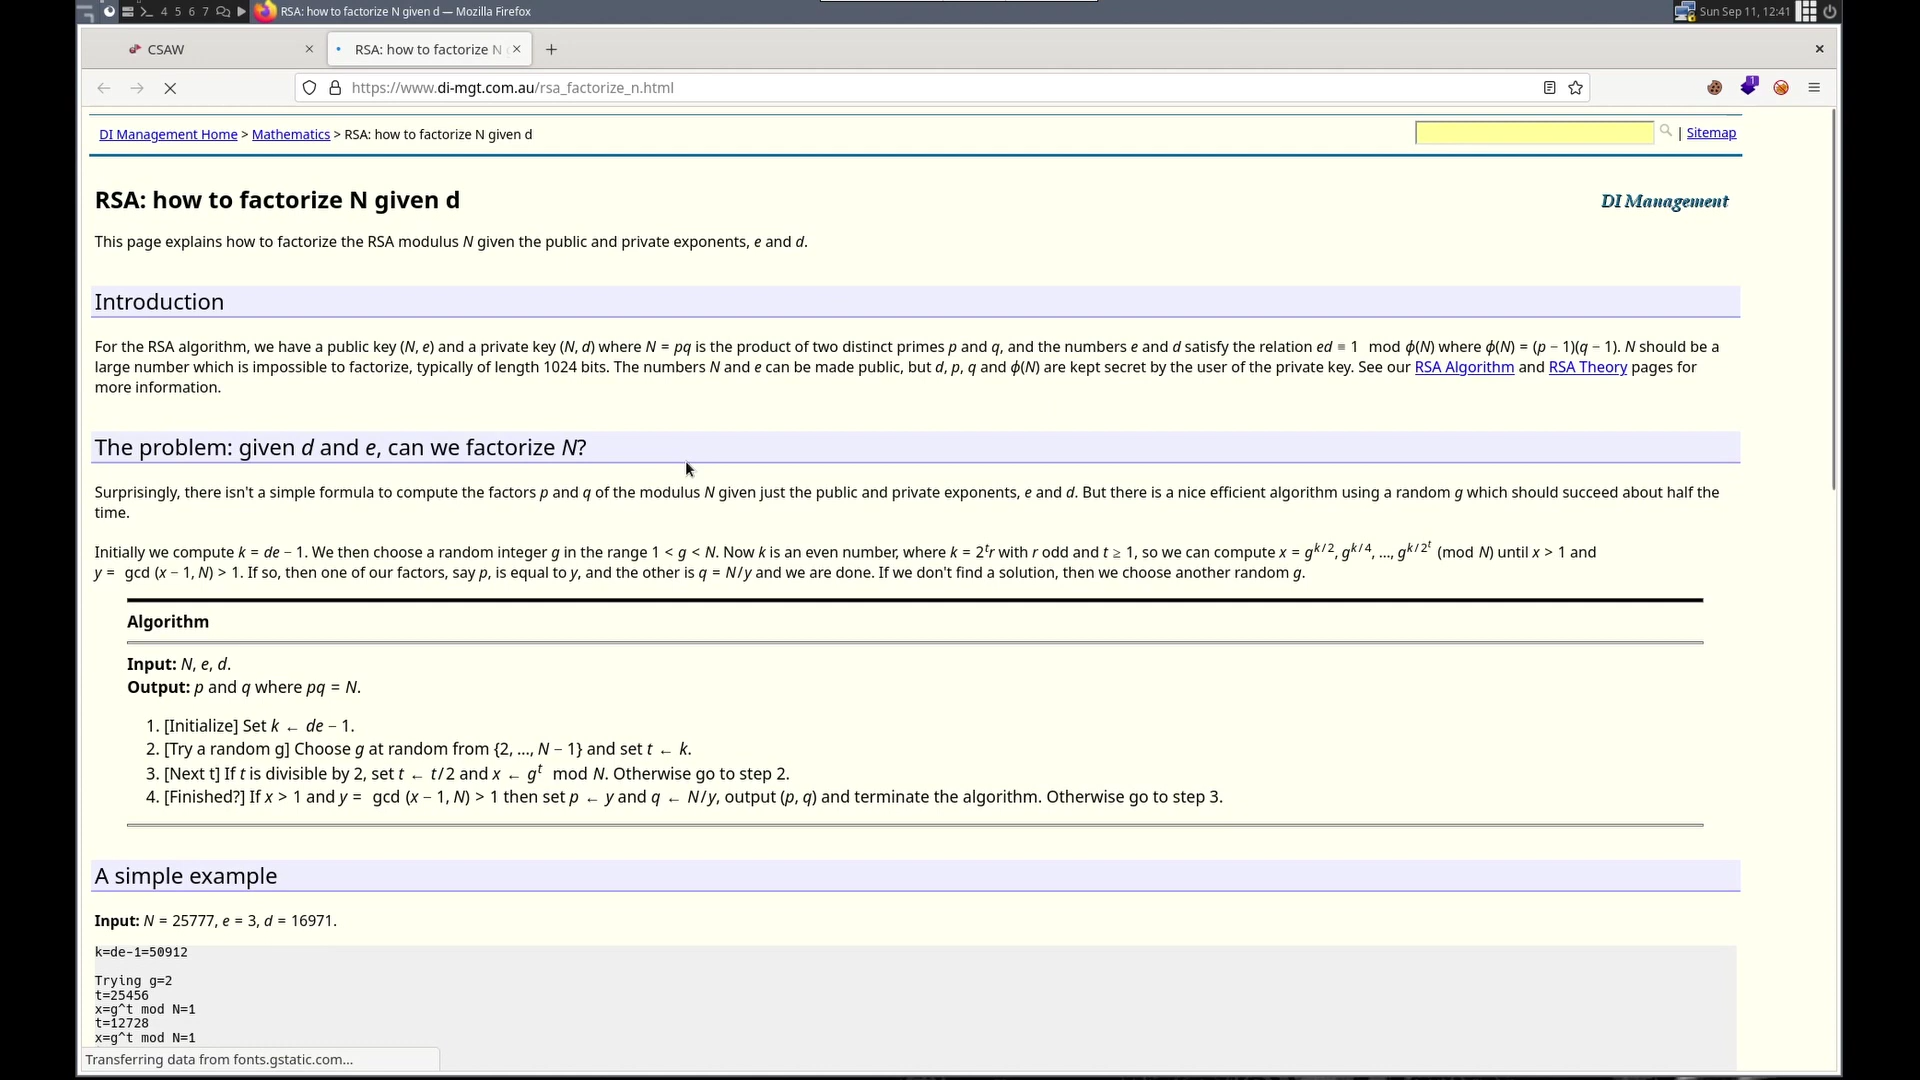 4 5 6 7 RSA: how to factorize N given d — Mozilla Firefox Sun Sep 11, 12:41
CSAW RSA: how to factorize N
https://www.di-mgt.com.au/rsa_factorize_n.html 1
DI Management Home > Mathematics > RSA: how to factorize N given d | Sitemap
RSA: how to factorize N given d DI Management
This page explains how to factorize the RSA modulus N given the public and private exponents, e and d.
Introduction
For the RSA algorithm, we have a public key (N, e) and a private key (N, d) where N = pq is the product of two distinct primes p and q, and the numbers e and d satisfy the relation ed ≡ 1 mod ϕ(N) where ϕ(N) = (p − 1)(q − 1). N should be a
large number which is impossible to factorize, typically of length 1024 bits. The numbers N and e can be made public, but d, p, q and ϕ(N) are kept secret by the user of the private key. See our RSA Algorithm and RSA Theory pages for
more information.
The problem: given d and e, can we factorize N?
Surprisingly, there isn't a simple formula to compute the factors p and q of the modulus N given just the public and private exponents, e and d. But there is a nice efficient algorithm using a random g which should succeed about half the
time.
Initially we compute k = de − 1. We then choose a random integer g in the range 1 < g < N. Now k is an even number, where k = 2^t r with r odd and t ≥ 1, so we can compute x = g^{k/2}, g^{k/4}, ..., g^{k/2^t} (mod N) until x > 1 and
y = gcd (x − 1, N) > 1. If so, then one of our factors, say p, is equal to y, and the other is q = N/y and we are done. If we don't find a solution, then we choose another random g.
Algorithm
Input: N, e, d.
Output: p and q where pq = N.
1. [Initialize] Set k ← de − 1.
2. [Try a random g] Choose g at random from {2, ..., N − 1} and set t ← k.
3. [Next t] If t is divisible by 2, set t ← t/2 and x ← g^t mod N. Otherwise go to step 2.
4. [Finished?] If x > 1 and y = gcd (x − 1, N) > 1 then set p ← y and q ← N/y, output (p, q) and terminate the algorithm. Otherwise go to step 3.
A simple example
Input: N = 25777, e = 3, d = 16971.
k=de-1=50912
Trying g=2
t=25456
x=g^t mod N=1
t=12728
x=g^t mod N=1
Transferring data from fonts.gstatic.com...